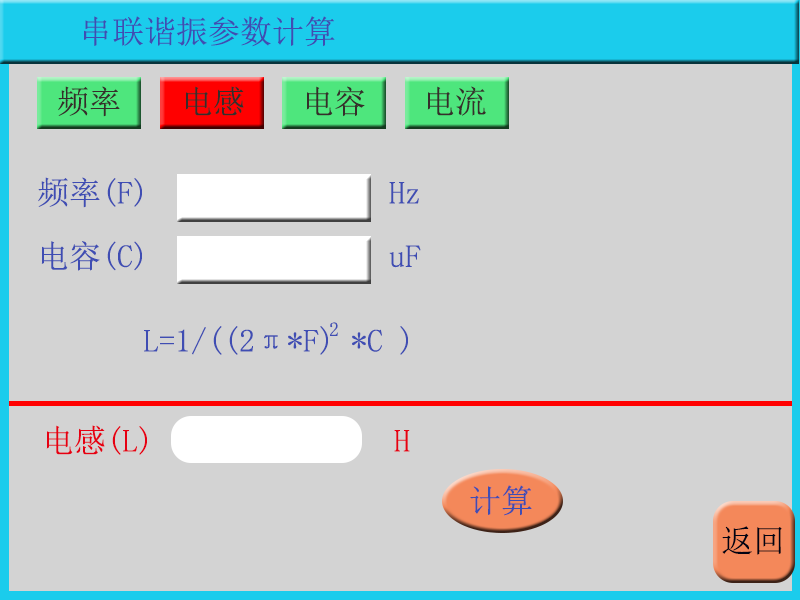 串联谐振参数计算
频率 电感 电容 电流
频率(F) Hz
电容(C) uF
L=1/((2π*F)² *C )
电感(L) H
计算
返回